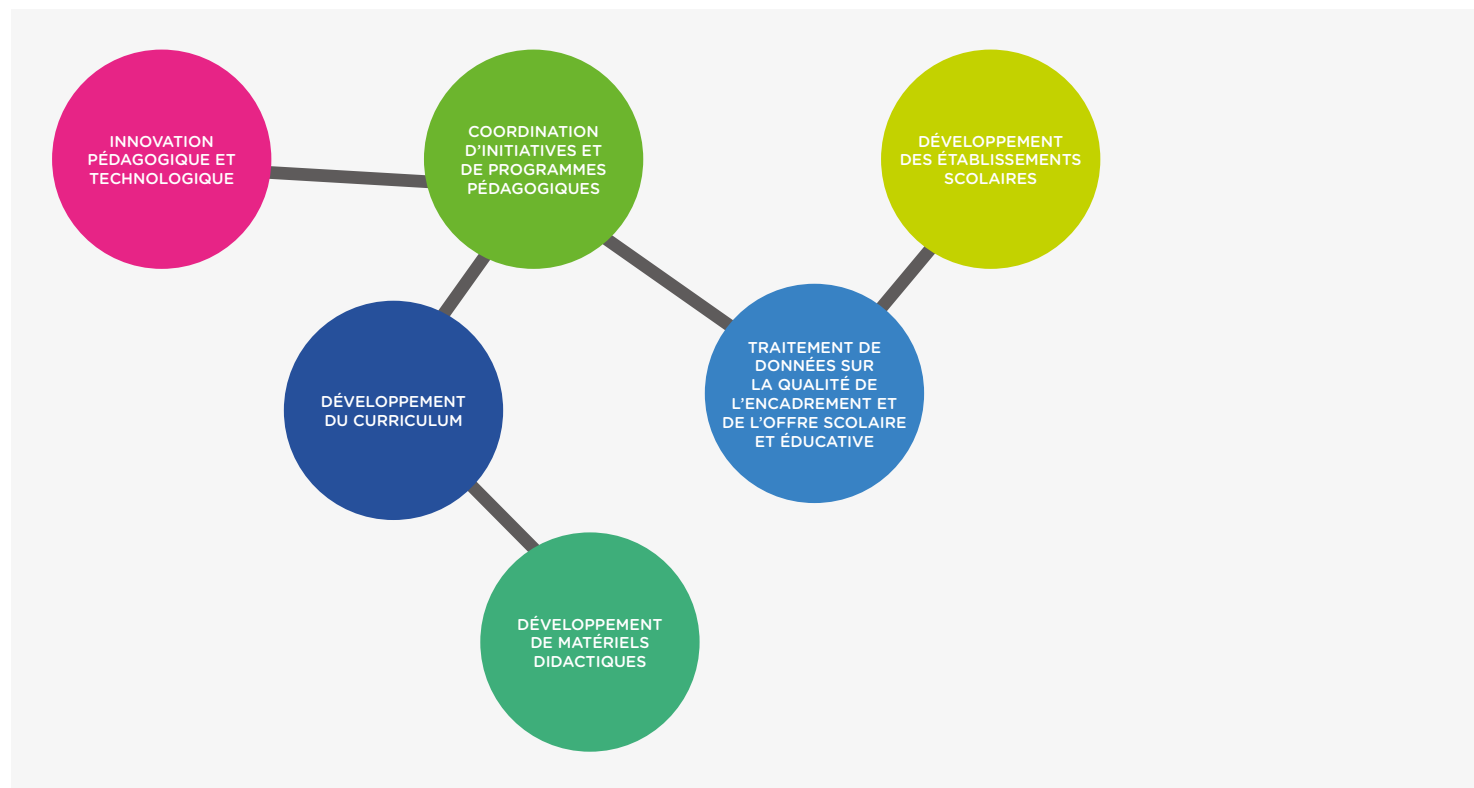 INNOVATION
PÉDAGOGIQUE ET
TECHNOLOGIQUE
COORDINATION
D’INITIATIVES ET
DE PROGRAMMES
PÉDAGOGIQUES
DÉVELOPPEMENT
DES ÉTABLISSEMENTS
SCOLAIRES
DÉVELOPPEMENT
DU CURRICULUM
TRAITEMENT DE
DONNÉES SUR
LA QUALITÉ DE
L’ENCADREMENT ET
DE L’OFFRE SCOLAIRE
ET ÉDUCATIVE
DÉVELOPPEMENT
DE MATÉRIELS
DIDACTIQUES